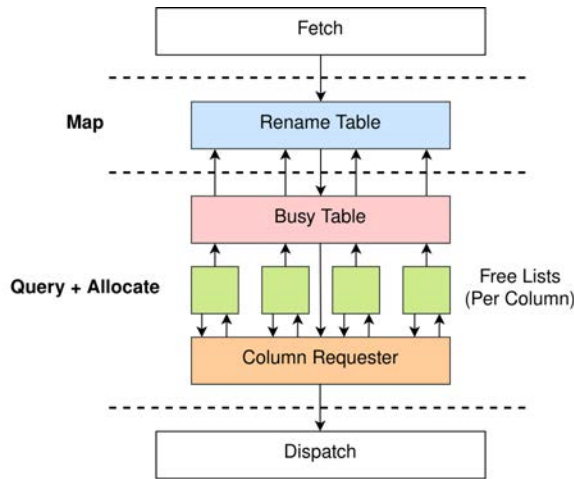 Fetch
Map
Rename Table
Busy Table
Query + Allocate
Free Lists
(Per Column)
Column Requester
Dispatch